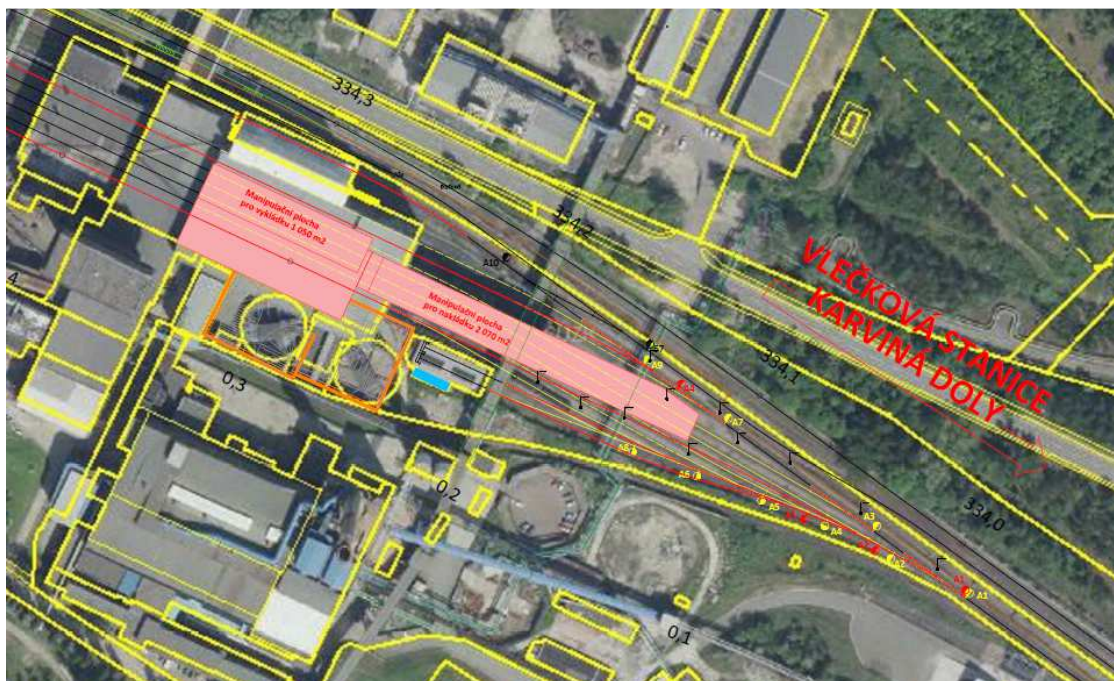 334,3
Manipulační plocha
pro vykládku 1 050 m2
334,2
A10
4
Manipulační plocha
pro nakládku 2 070 m2
VLEČKOVÁ STANICE
KARVINÁ DOLY
334,1
A9
0,3
A7
A6
A5
A4
A3
0,2
334,0
A2
A1
A1
0,1